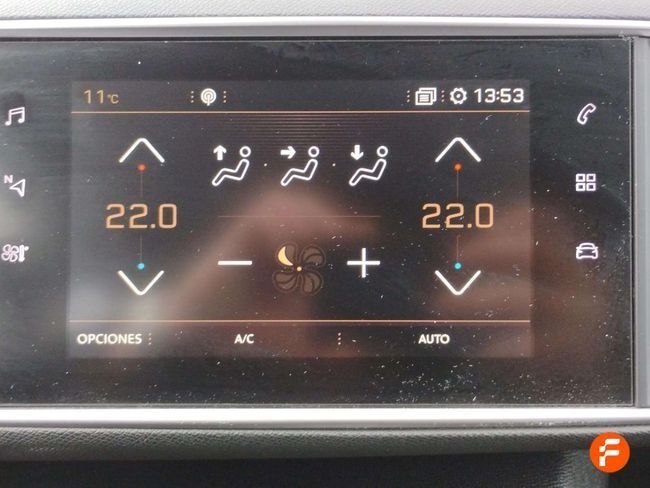 11°C
13:53
N
22.0
22.0
OPCIONES
A/C
AUTO